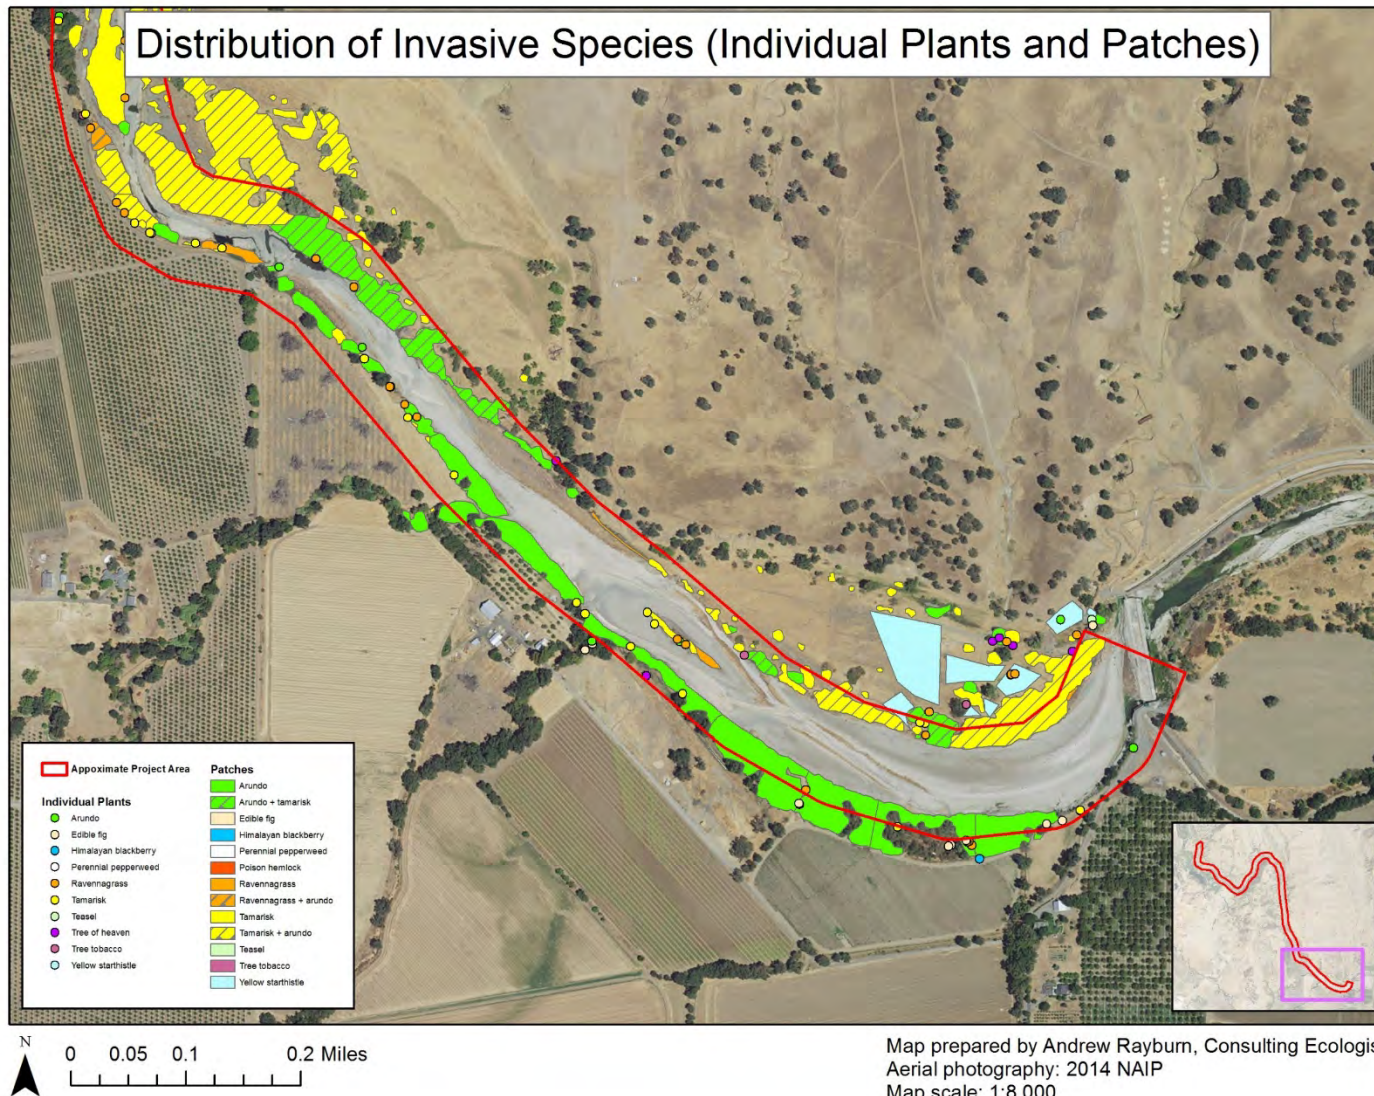 Distribution of Invasive Species (Individual Plants and Patches)
Appoximate Project Area
Individual Plants
Arundo
Edible fig
Himalayan blackberry
Perennial pepperweed
Ravennagrass
Tamarisk
Teasel
Tree of heaven
Tree tobacco
Yellow starthistle
Patches
Arundo
Arundo + tamarisk
Edible fig
Himalayan blackberry
Perennial pepperweed
Poison hemlock
Ravennagrass
Ravennagrass + arundo
Tamarisk
Tamarisk + arundo
Teasel
Tree tobacco
Yellow starthistle
N
0 0.05 0.1 0.2 Miles
Map prepared by Andrew Rayburn, Consulting Ecologis
Aerial photography: 2014 NAIP
Map scale: 1:8,000